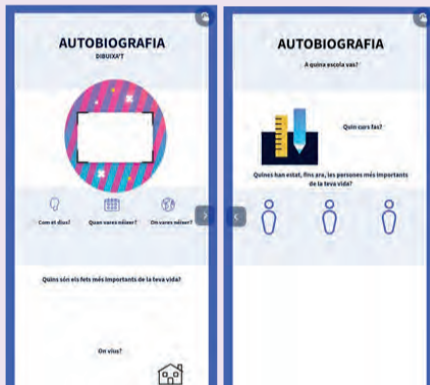 AUTOBIOGRAFIA
DIBUIXA'T
Com et dius?
Quan vares néixer?
On vares néixer?
Quins són els fets més importants de la teva vida?
On vius?
AUTOBIOGRAFIA
A quina escola vas?
Quin curs fas?
Quines han estat, fins ara, les persones més importants
de la teva vida?